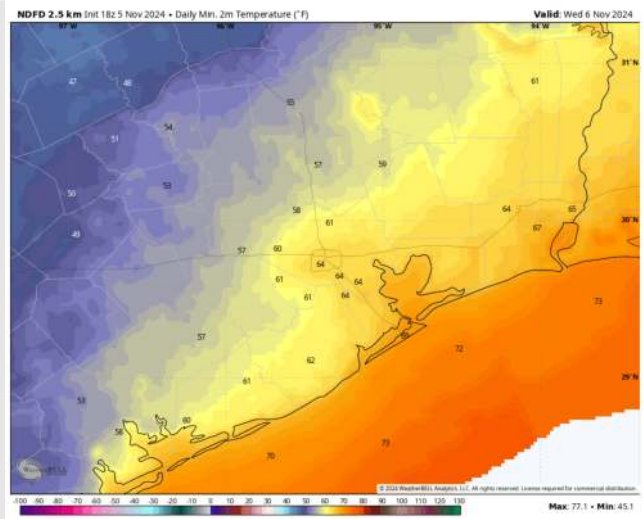 NDFD 2.5 km Init 18z 5 Nov 2024 • Daily Min. 2m Temperature (°F)
Valid: Wed 6 Nov 2024
97°W 96°W 95°W 94°W
31°N
47 48 61
55
51 54
57 59
53
50
58 64 65
61
49 67
30°N
57 60
64
61 64 64
61 64
73
57
72
62
29°N
61
53
60
58
73
70
WeatherBELL
© 2024 WeatherBELL Analytics, LLC. All rights reserved. License required for commercial distribution.
-100 -90 -80 -70 -60 -50 -40 -30 -20 -10 0 10 20 30 40 50 60 70 80 90 100 110 120 130
Max: 77.1 • Min: 45.1